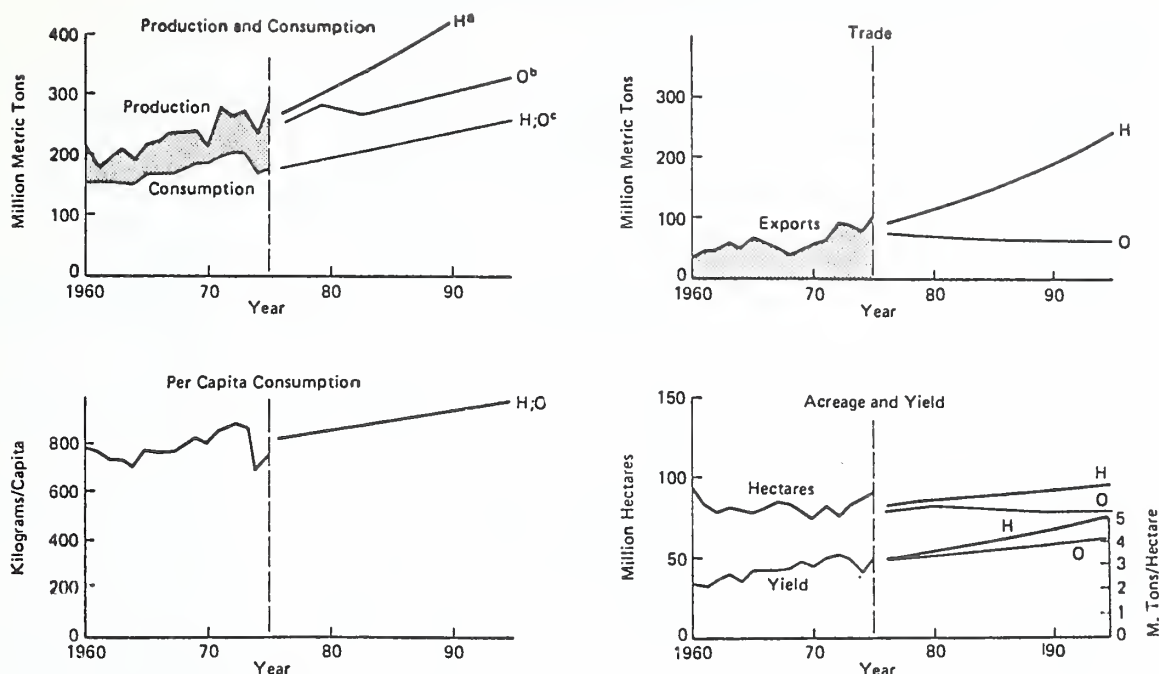 Production and Consumption
Million Metric Tons
400
300
200
100
0
Production
Consumption
Hᵃ
Oᵇ
H;Oᶜ
1960 70 80 90
Year
Trade
Million Metric Tons
300
200
100
0
Exports
H
O
1960 70 80 90
Year
Per Capita Consumption
Kilograms/Capita
800
600
400
200
0
H;O
1960 70 80 90
Year
Acreage and Yield
Million Hectares
150
100
50
0
Hectares
Yield
H
O
H
O
5
4
3
2
1
0
M. Tons/Hectare
1960 70 80 190
Year